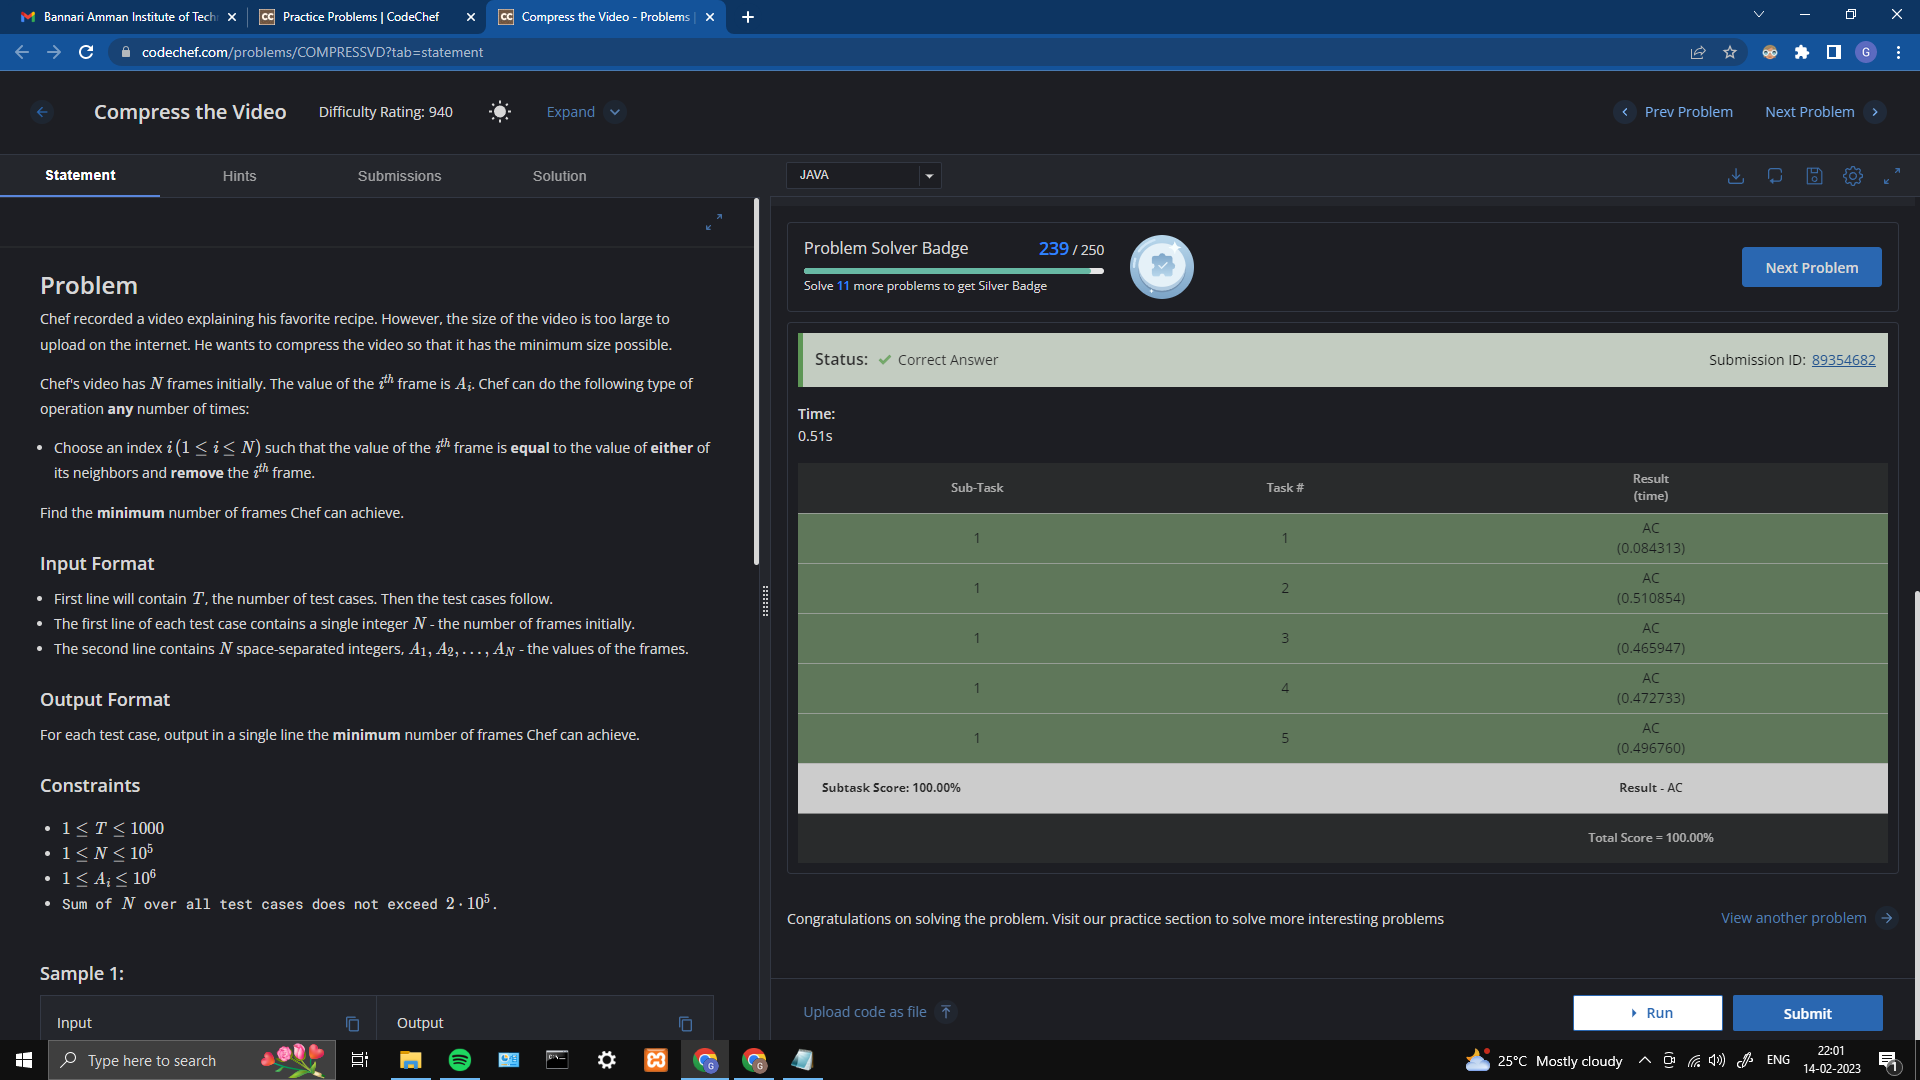 Bannari Amman Institute of Tech
Practice Problems | CodeChef
Compress the Video - Problems |
codechef.com/problems/COMPRESSVD?tab=statement
G
Compress the Video
Difficulty Rating: 940
Expand
Prev Problem
Next Problem
Statement
Hints
Submissions
Solution
JAVA
Problem
Chef recorded a video explaining his favorite recipe. However, the size of the video is too large to
upload on the internet. He wants to compress the video so that it has the minimum size possible.
Chef's video has N frames initially. The value of the i^th frame is A_i. Chef can do the following type of
operation any number of times:
• Choose an index i (1 ≤ i ≤ N) such that the value of the i^th frame is equal to the value of either of
its neighbors and remove the i^th frame.
Find the minimum number of frames Chef can achieve.
Input Format
• First line will contain T, the number of test cases. Then the test cases follow.
• The first line of each test case contains a single integer N - the number of frames initially.
• The second line contains N space-separated integers, A_1, A_2, ..., A_N - the values of the frames.
Output Format
For each test case, output in a single line the minimum number of frames Chef can achieve.
Constraints
• 1 ≤ T ≤ 1000
• 1 ≤ N ≤ 10^5
• 1 ≤ A_i ≤ 10^6
• Sum of N over all test cases does not exceed 2 · 10^5.
Sample 1:
Input
Output
Problem Solver Badge
239 / 250
Solve 11 more problems to get Silver Badge
Next Problem
Status: ✓ Correct Answer
Submission ID: 89354682
Time:
0.51s
Sub-Task
Task #
Result
(time)
1
1
AC
(0.084313)
1
2
AC
(0.510854)
1
3
AC
(0.465947)
1
4
AC
(0.472733)
1
5
AC
(0.496760)
Subtask Score: 100.00%
Result - AC
Total Score = 100.00%
Congratulations on solving the problem. Visit our practice section to solve more interesting problems
View another problem
Upload code as file
Run
Submit
Type here to search
25°C Mostly cloudy
ENG
22:01
14-02-2023
1